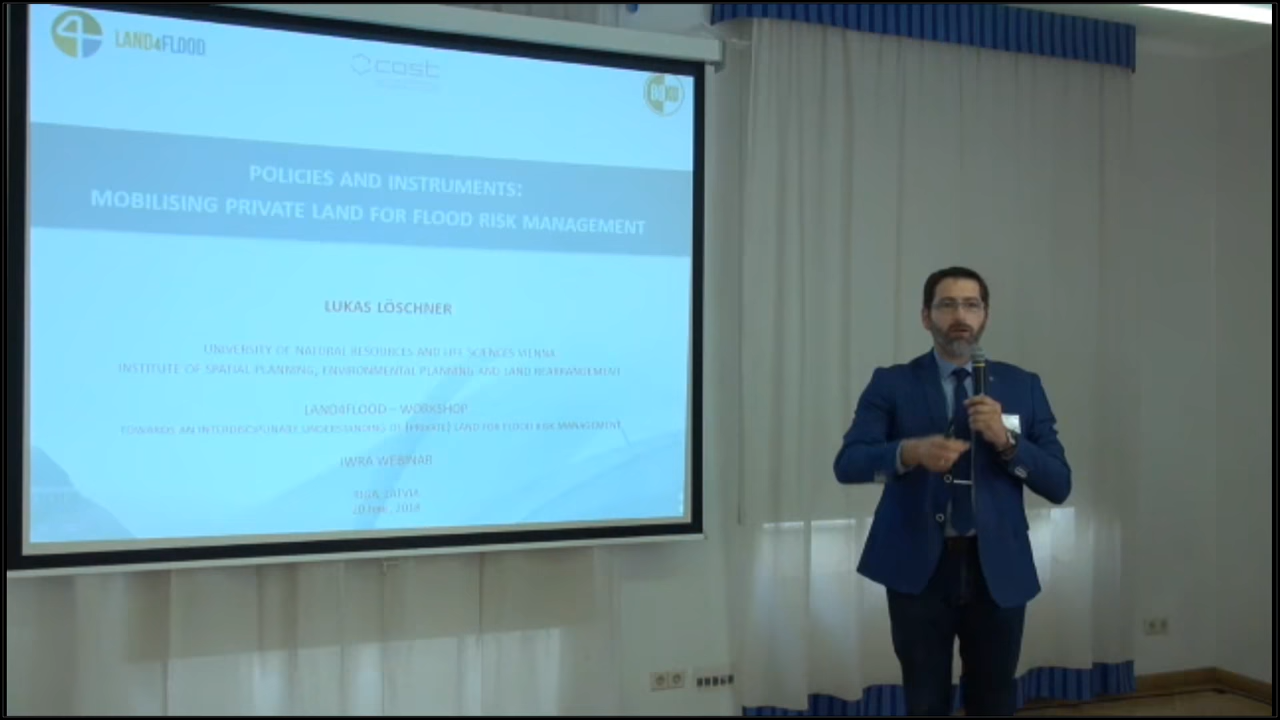 LAND4FLOOD
cost
BOKU
POLICIES AND INSTRUMENTS:
MOBILISING PRIVATE LAND FOR FLOOD RISK MANAGEMENT
LUKAS LÖSCHNER
UNIVERSITY OF NATURAL RESOURCES AND LIFE SCIENCES VIENNA
INSTITUTE OF SPATIAL PLANNING, ENVIRONMENTAL PLANNING AND LAND REARRANGEMENT
LAND4FLOOD – WORKSHOP
TOWARDS AN INTERDISCIPLINARY UNDERSTANDING OF (PRIVATE) LAND FOR FLOOD RISK MANAGEMENT
IWRA WEBINAR
RIGA, LATVIA
2018